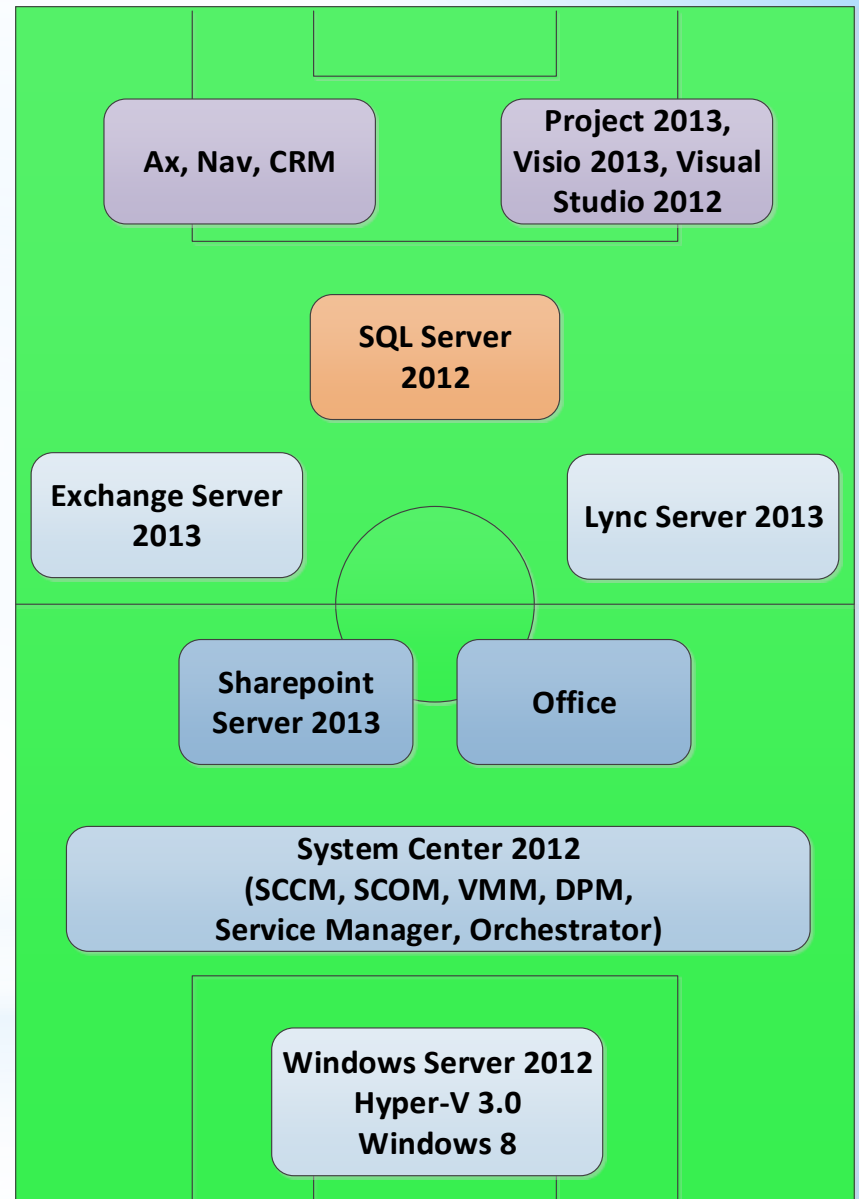 Ax, Nav, CRM
Project 2013,
Visio 2013, Visual
Studio 2012
SQL Server
2012
Exchange Server
2013
Lync Server 2013
Sharepoint
Server 2013
Office
System Center 2012
(SCCM, SCOM, VMM, DPM,
Service Manager, Orchestrator)
Windows Server 2012
Hyper-V 3.0
Windows 8